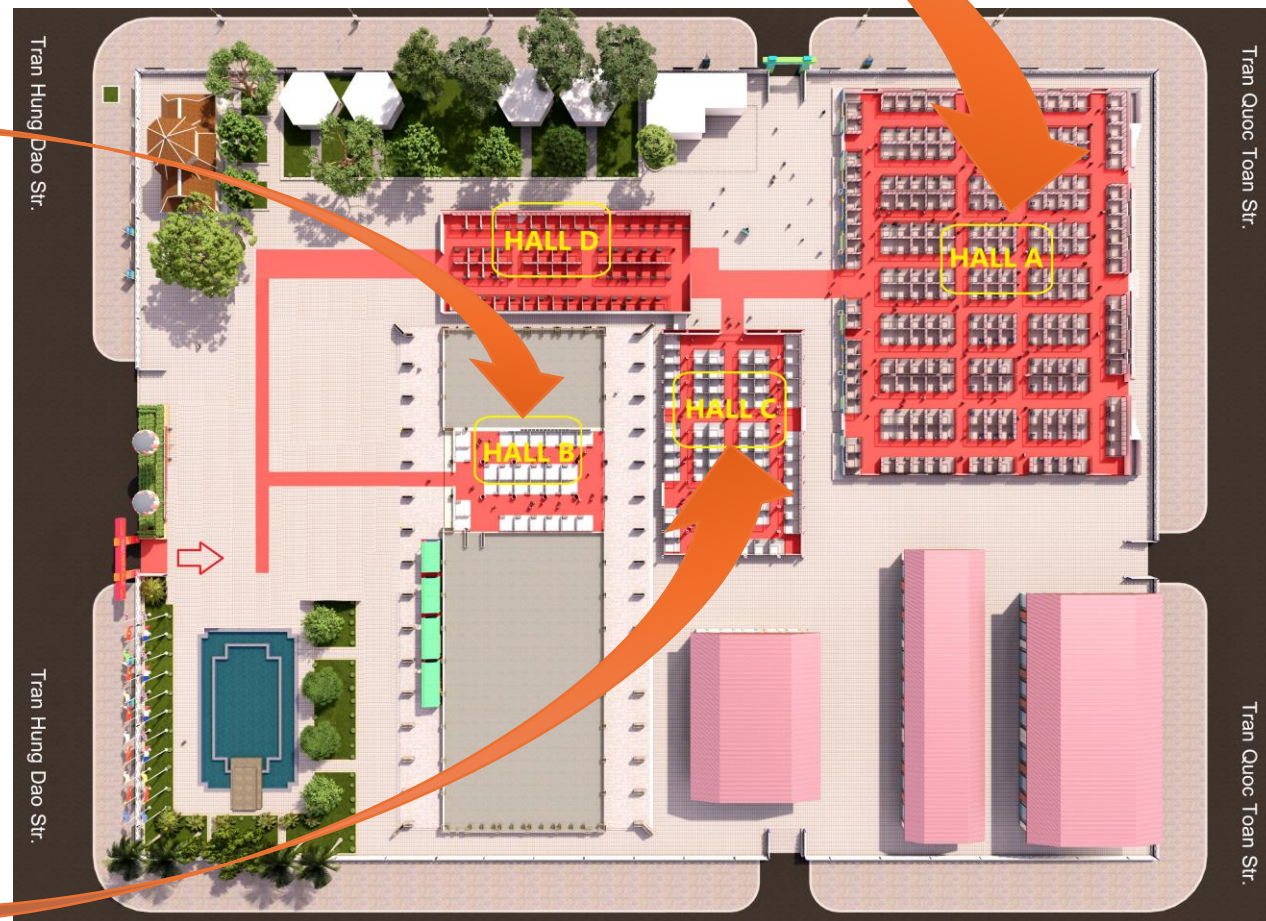 Tran Hung Dao Str.
Tran Quoc Toan Str.
HALL D
HALL A
HALL C
HALL B
Tran Hung Dao Str.
Tran Quoc Toan Str.